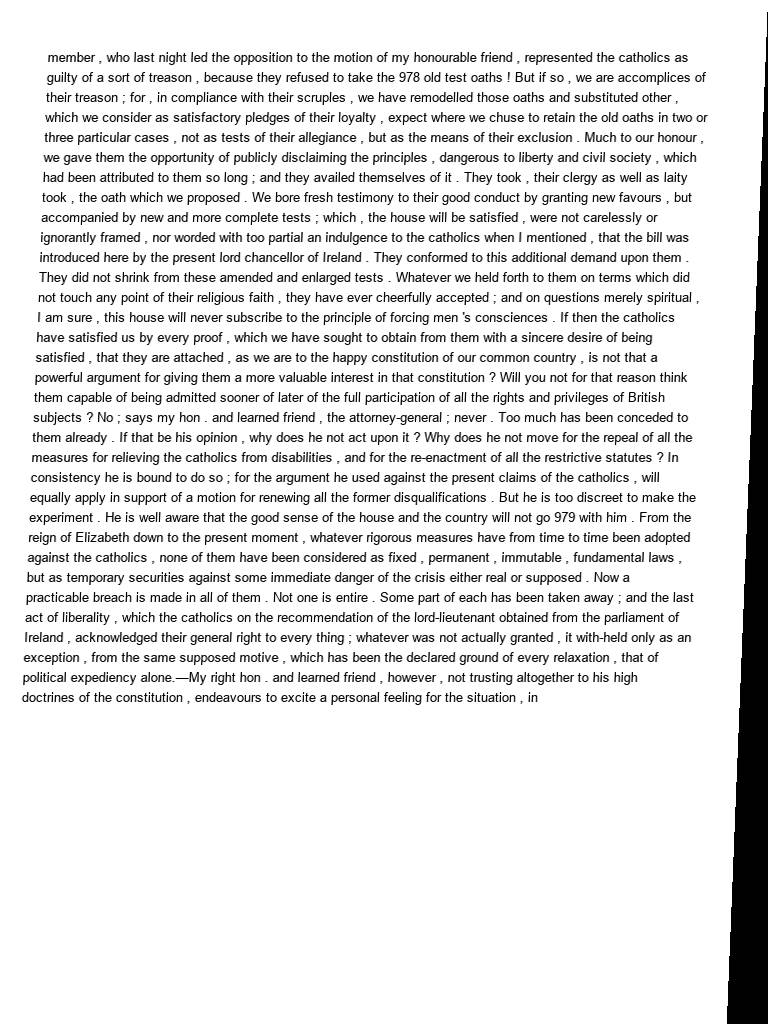 member , who last night led the opposition to the motion of my honourable friend , represented the catholics as
guilty of a sort of treason , because they refused to take the 978 old test oaths ! But if so , we are accomplices of
their treason ; for , in compliance with their scruples , we have remodelled those oaths and substituted other ,
which we consider as satisfactory pledges of their loyalty , expect where we chuse to retain the old oaths in two or
three particular cases , not as tests of their allegiance , but as the means of their exclusion . Much to our honour ,
we gave them the opportunity of publicly disclaiming the principles , dangerous to liberty and civil society , which
had been attributed to them so long ; and they availed themselves of it . They took , their clergy as well as laity
took , the oath which we proposed . We bore fresh testimony to their good conduct by granting new favours , but
accompanied by new and more complete tests ; which , the house will be satisfied , were not carelessly or
ignorantly framed , nor worded with too partial an indulgence to the catholics when I mentioned , that the bill was
introduced here by the present lord chancellor of Ireland . They conformed to this additional demand upon them .
They did not shrink from these amended and enlarged tests . Whatever we held forth to them on terms which did
not touch any point of their religious faith , they have ever cheerfully accepted ; and on questions merely spiritual ,
I am sure , this house will never subscribe to the principle of forcing men 's consciences . If then the catholics
have satisfied us by every proof , which we have sought to obtain from them with a sincere desire of being
satisfied , that they are attached , as we are to the happy constitution of our common country , is not that a
powerful argument for giving them a more valuable interest in that constitution ? Will you not for that reason think
them capable of being admitted sooner of later of the full participation of all the rights and privileges of British
subjects ? No ; says my hon . and learned friend , the attorney-general ; never . Too much has been conceded to
them already . If that be his opinion , why does he not act upon it ? Why does he not move for the repeal of all the
measures for relieving the catholics from disabilities , and for the re-enactment of all the restrictive statutes ? In
consistency he is bound to do so ; for the argument he used against the present claims of the catholics , will
equally apply in support of a motion for renewing all the former disqualifications . But he is too discreet to make the
experiment . He is well aware that the good sense of the house and the country will not go 979 with him . From the
reign of Elizabeth down to the present moment , whatever rigorous measures have from time to time been adopted
against the catholics , none of them have been considered as fixed , permanent , immutable , fundamental laws ,
but as temporary securities against some immediate danger of the crisis either real or supposed . Now a
practicable breach is made in all of them . Not one is entire . Some part of each has been taken away ; and the last
act of liberality , which the catholics on the recommendation of the lord-lieutenant obtained from the parliament of
Ireland , acknowledged their general right to every thing ; whatever was not actually granted , it with-held only as an
exception , from the same supposed motive , which has been the declared ground of every relaxation , that of
political expediency alone.—My right hon . and learned friend , however , not trusting altogether to his high
doctrines of the constitution , endeavours to excite a personal feeling for the situation , in